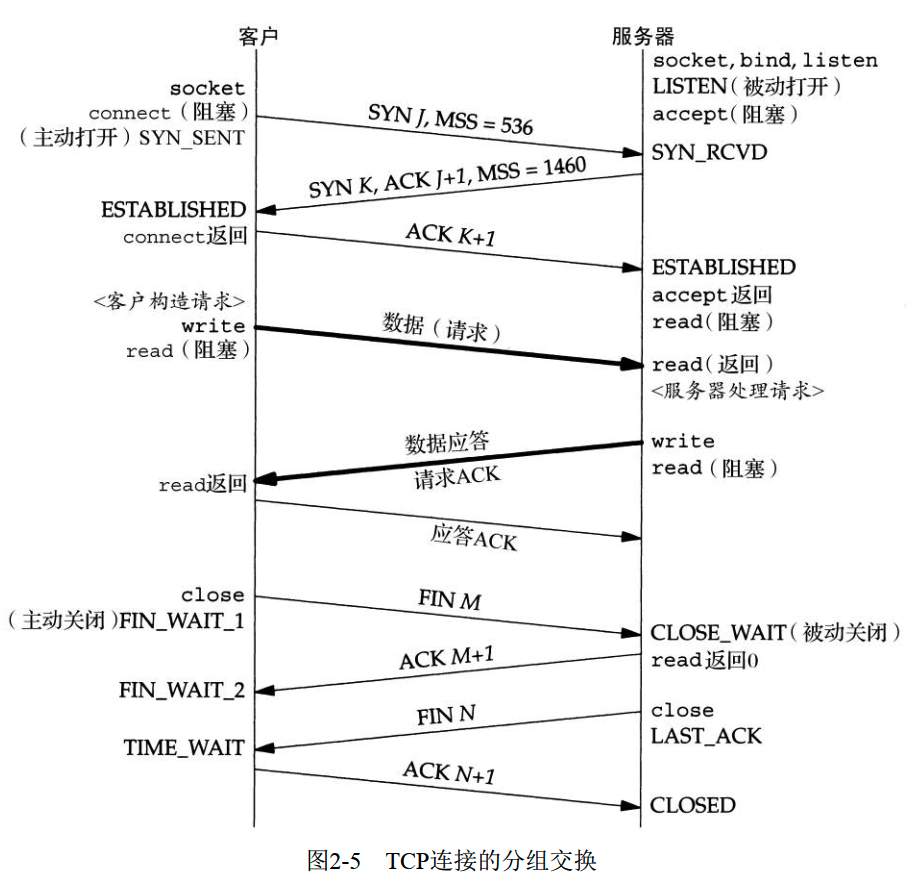 客户
服务器
socket
connect（阻塞）
（主动打开）SYN_SENT
socket, bind, listen
LISTEN（被动打开）
accept（阻塞）
SYN J, MSS = 536
SYN_RCVD
SYN K, ACK J+1, MSS = 1460
ESTABLISHED
connect返回
ACK K+1
ESTABLISHED
accept返回
read（阻塞）
<客户构造请求>
write
read（阻塞）
数据（请求）
read（返回）
<服务器处理请求>
write
read（阻塞）
数据应答
请求ACK
read返回
应答ACK
close
（主动关闭）FIN_WAIT_1
FIN M
CLOSE_WAIT（被动关闭）
read返回0
ACK M+1
FIN_WAIT_2
close
LAST_ACK
FIN N
TIME_WAIT
ACK N+1
CLOSED
图2-5 TCP连接的分组交换